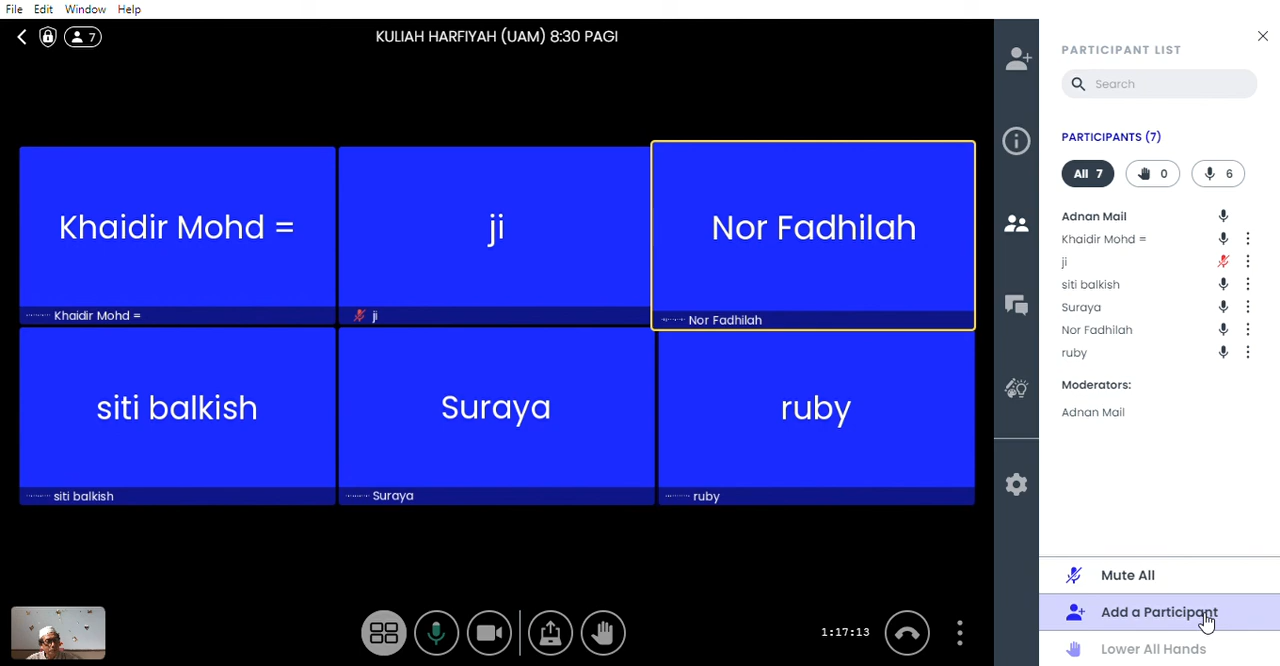 File Edit Window Help
7
KULIAH HARFIYAH (UAM) 8:30 PAGI
Khaidir Mohd =
Khaidir Mohd =
ji
ji
Nor Fadhilah
Nor Fadhilah
siti balkish
siti balkish
Suraya
Suraya
ruby
ruby
1:17:13
PARTICIPANT LIST
Search
PARTICIPANTS (7)
All 7 0 6
Adnan Mail
Khaidir Mohd =
ji
siti balkish
Suraya
Nor Fadhilah
ruby
Moderators:
Adnan Mail
Mute All
Add a Participant
Lower All Hands